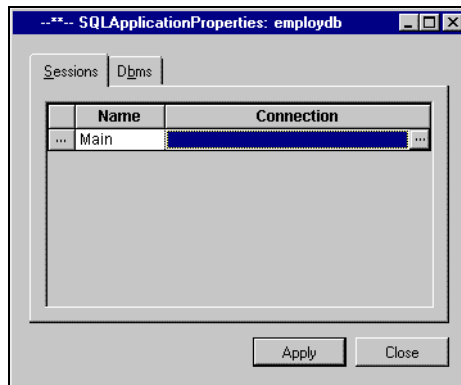 --**-- SQLApplicationProperties: employdb
Sessions Dbms
Name Connection
... Main ...
Apply Close